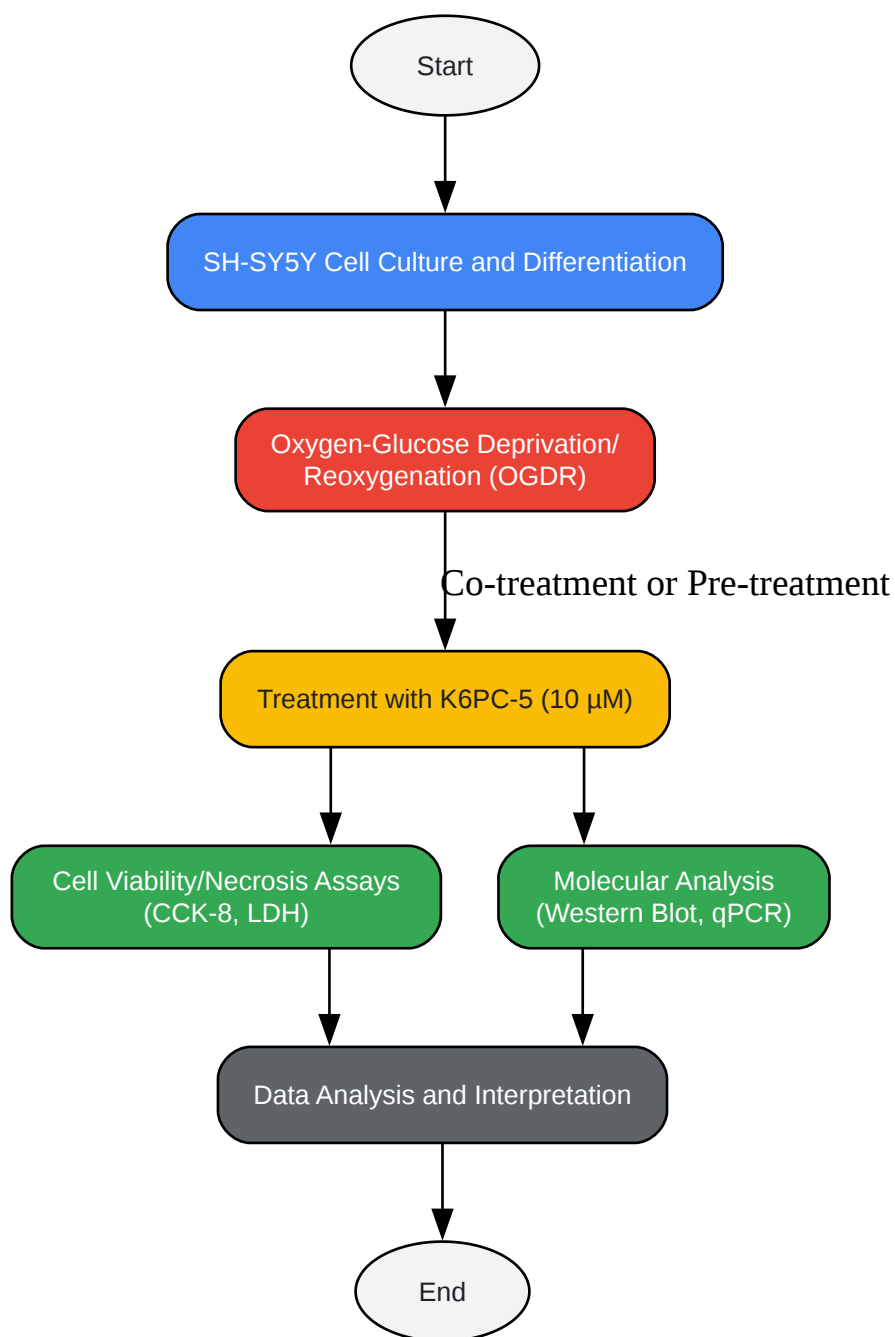 Start
SH-SY5Y Cell Culture and Differentiation
Oxygen-Glucose Deprivation/
Reoxygenation (OGDR)
Co-treatment or Pre-treatment
Treatment with K6PC-5 (10 µM)
Cell Viability/Necrosis Assays
(CCK-8, LDH)
Molecular Analysis
(Western Blot, qPCR)
Data Analysis and Interpretation
End